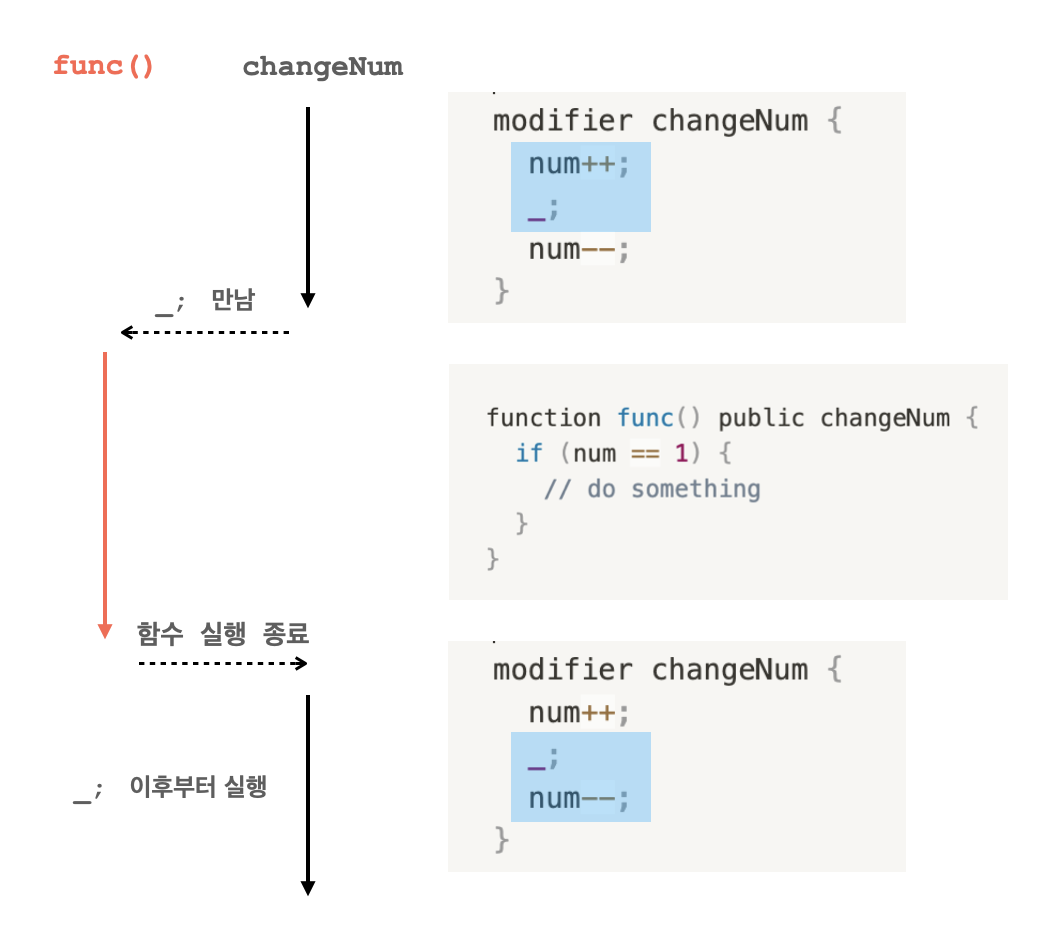 func() changeNum
modifier changeNum {
num++;
_;
num--;
}
_; 만남
function func() public changeNum {
if (num == 1) {
// do something
}
}
함수 실행 종료
modifier changeNum {
num++;
_;
num--;
}
_; 이후부터 실행